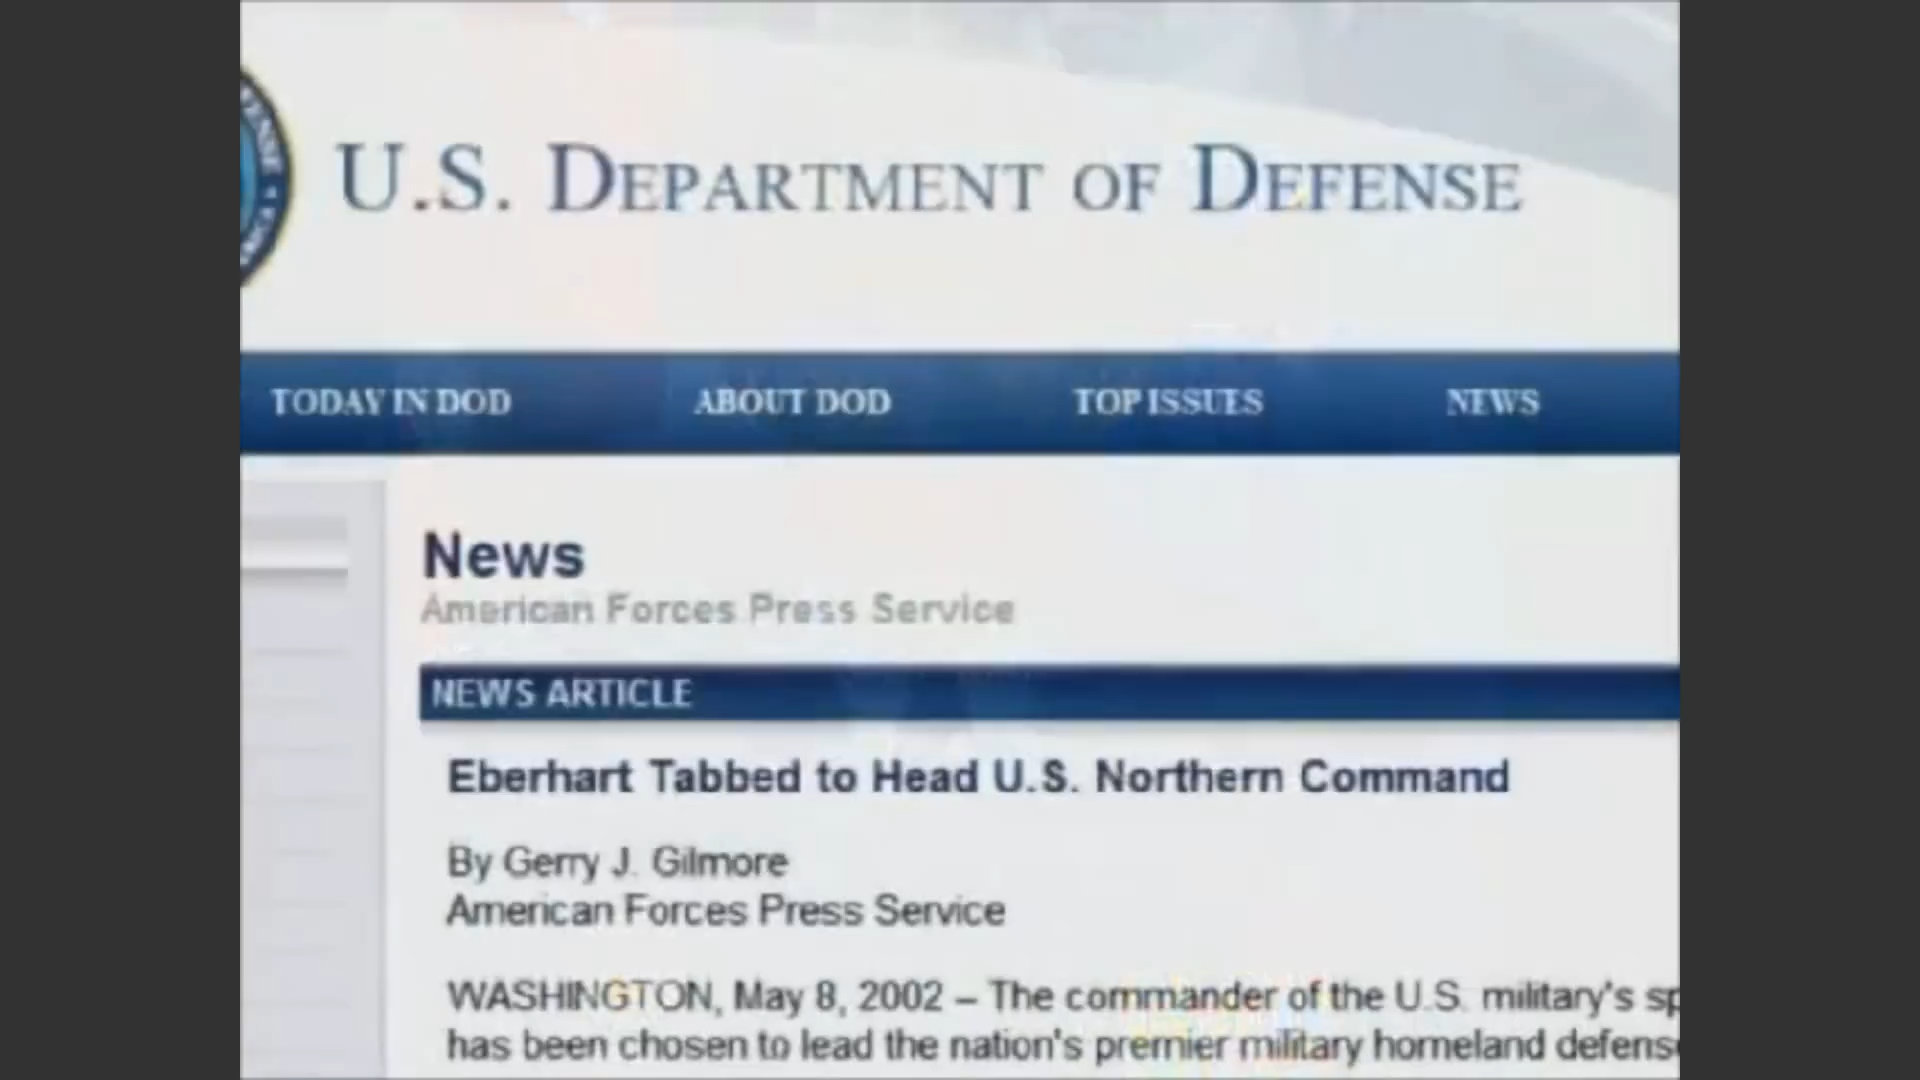 U.S. DEPARTMENT OF DEFENSE
TODAY IN DOD ABOUT DOD TOP ISSUES NEWS
News
American Forces Press Service
NEWS ARTICLE
Eberhart Tabbed to Head U.S. Northern Command
By Gerry J. Gilmore
American Forces Press Service
WASHINGTON, May 8, 2002 – The commander of the U.S. military's
has been chosen to lead the nation's premier military homeland